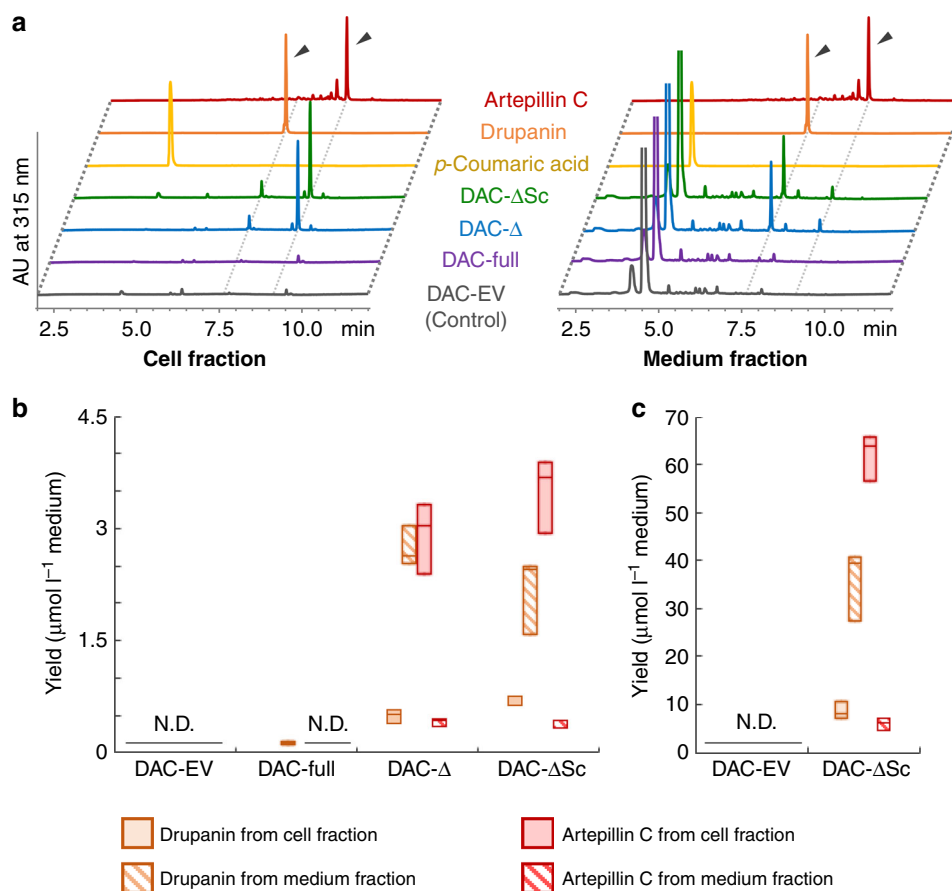 a
AU at 315 nm
Artepillin C
Drupanin
p-Coumaric acid
DAC-ΔSc
DAC-Δ
DAC-full
DAC-EV
(Control)
2.5 5.0 7.5 10.0 min
Cell fraction
2.5 5.0 7.5 10.0 min
Medium fraction
b
Yield (μmol l⁻¹ medium)
4.5
3
1.5
0
N.D.
N.D.
DAC-EV DAC-full DAC-Δ DAC-ΔSc
c
Yield (μmol l⁻¹ medium)
70
60
50
40
30
20
10
0
N.D.
DAC-EV DAC-ΔSc
Drupanin from cell fraction
Artepillin C from cell fraction
Drupanin from medium fraction
Artepillin C from medium fraction